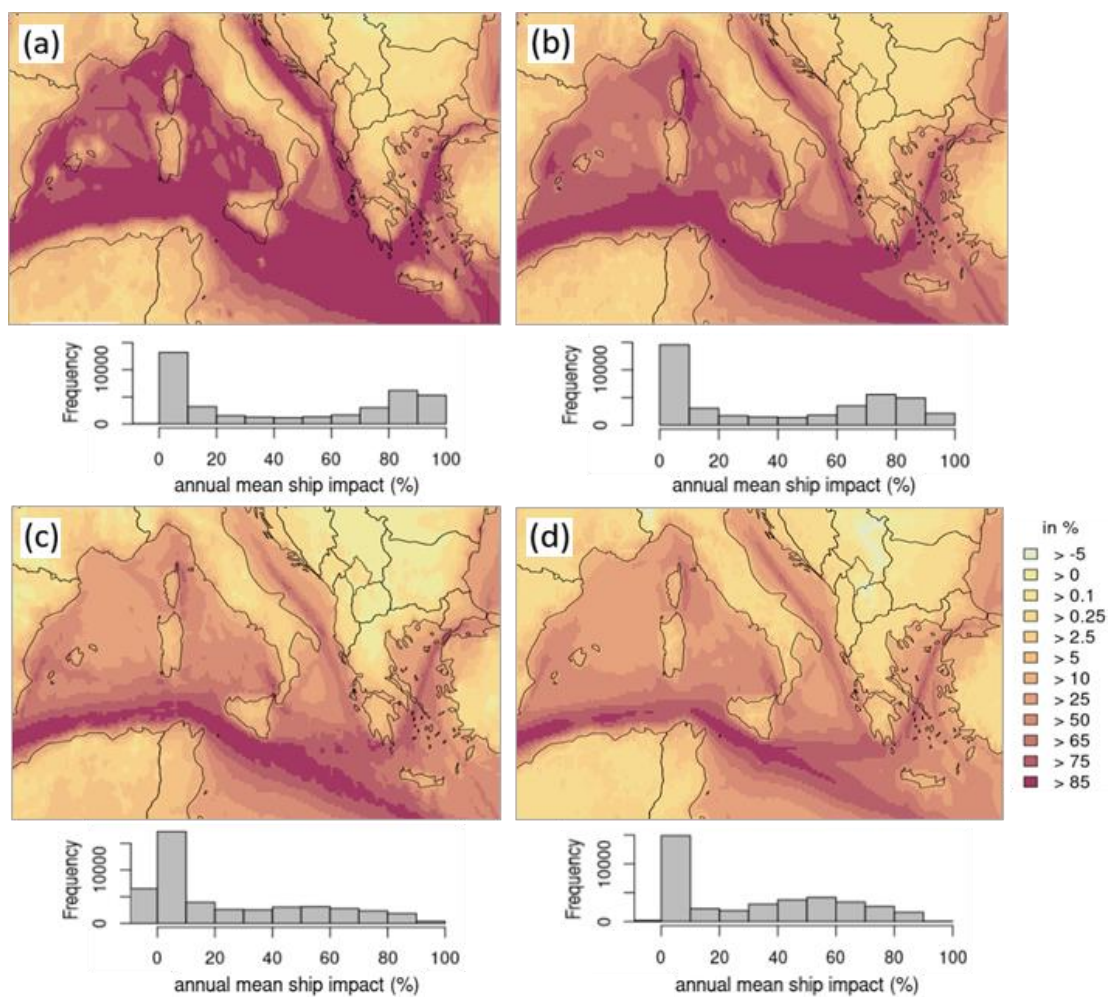 (a)
(b)
Frequency
0 10000
0 20 40 60 80 100
annual mean ship impact (%)
Frequency
0 10000
0 20 40 60 80 100
annual mean ship impact (%)
(c)
(d)
in %
> -5
> 0
> 0.1
> 0.25
> 2.5
> 5
> 10
> 25
> 50
> 65
> 75
> 85
Frequency
0 10000
0 20 40 60 80 100
annual mean ship impact (%)
Frequency
0 10000
0 20 40 60 80 100
annual mean ship impact (%)